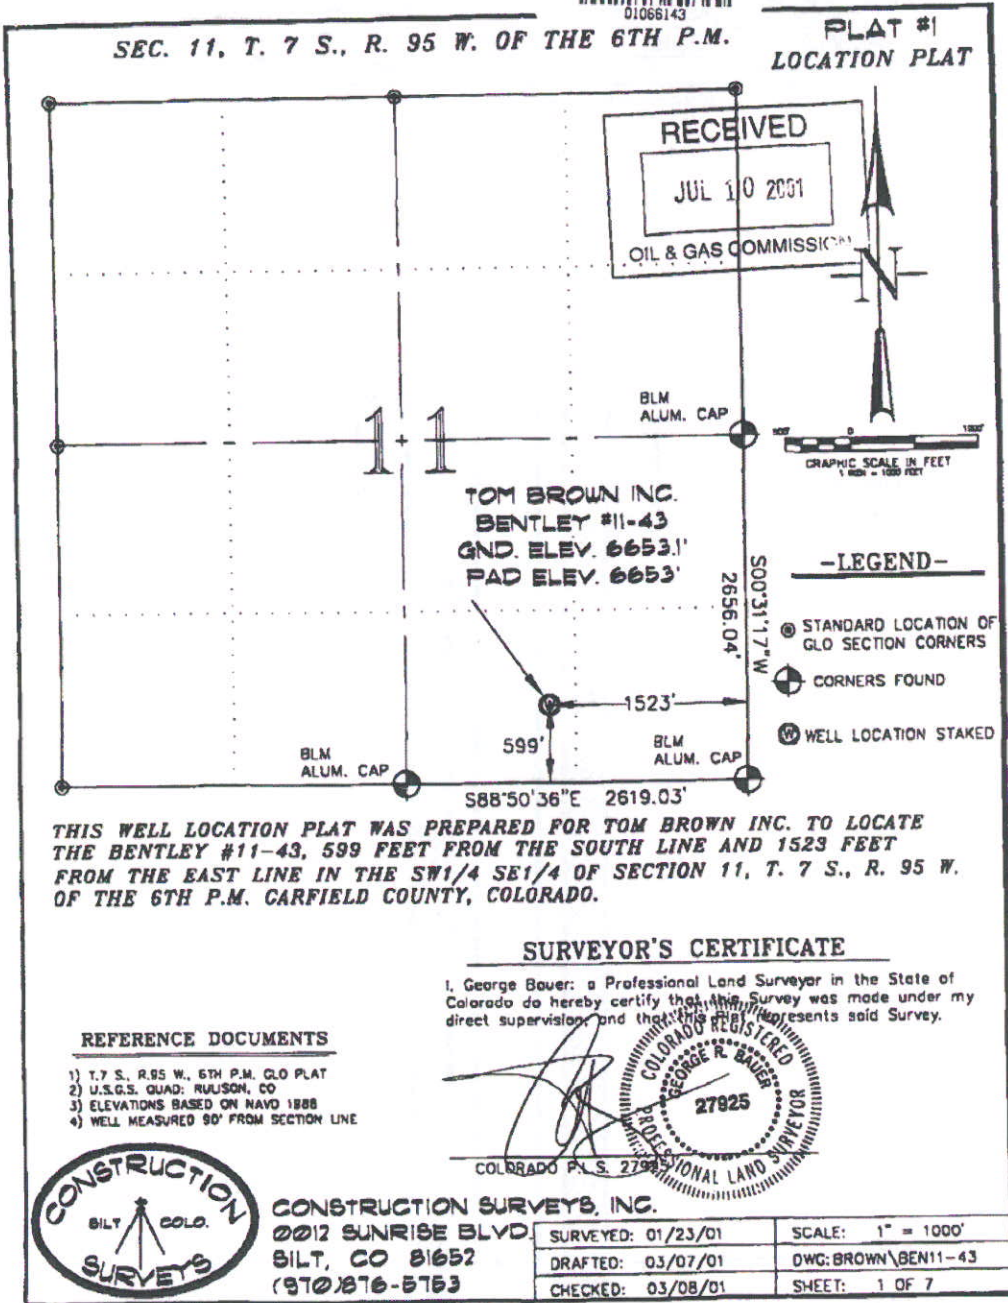 01066143
SEC. 11, T. 7 S., R. 95 W. OF THE 6TH P.M.
PLAT #1
LOCATION PLAT
RECEIVED
JUL 10 2001
OIL & GAS COMMISSION
N
BLM
ALUM. CAP
500' 0 1000'
GRAPHIC SCALE IN FEET
1 INCH = 1000 FEET
11
TOM BROWN INC.
BENTLEY #11-43
GND. ELEV. 6653.1'
PAD ELEV. 6653'
S00°31'17"W
2656.04'
-LEGEND-
STANDARD LOCATION OF
GLO SECTION CORNERS
CORNERS FOUND
W WELL LOCATION STAKED
1523'
599'
BLM
ALUM. CAP
BLM
ALUM. CAP
S88°50'36"E 2619.03'
THIS WELL LOCATION PLAT WAS PREPARED FOR TOM BROWN INC. TO LOCATE
THE BENTLEY #11-43, 599 FEET FROM THE SOUTH LINE AND 1523 FEET
FROM THE EAST LINE IN THE SW1/4 SE1/4 OF SECTION 11, T. 7 S., R. 95 W.
OF THE 6TH P.M. GARFIELD COUNTY, COLORADO.
SURVEYOR'S CERTIFICATE
I, George Bauer: a Professional Land Surveyor in the State of
Colorado do hereby certify that this Survey was made under my
direct supervision, and that this Plat represents said Survey.
COLORADO REGISTERED
GEORGE R. BAUER
27925
PROFESSIONAL LAND SURVEYOR
COLORADO P.L.S. 27925
REFERENCE DOCUMENTS
1) T.7 S., R.95 W., 6TH P.M. GLO PLAT
2) U.S.G.S. QUAD: RULISON, CO
3) ELEVATIONS BASED ON NAVD 1988
4) WELL MEASURED 90° FROM SECTION LINE
CONSTRUCTION
SILT COLO.
SURVEYS
CONSTRUCTION SURVEYS, INC.
0012 SUNRISE BLVD.
SILT, CO 81652
(970)876-5753
SURVEYED: 01/23/01
SCALE: 1" = 1000'
DRAFTED: 03/07/01
DWG: BROWN\BEN11-43
CHECKED: 03/08/01
SHEET: 1 OF 7